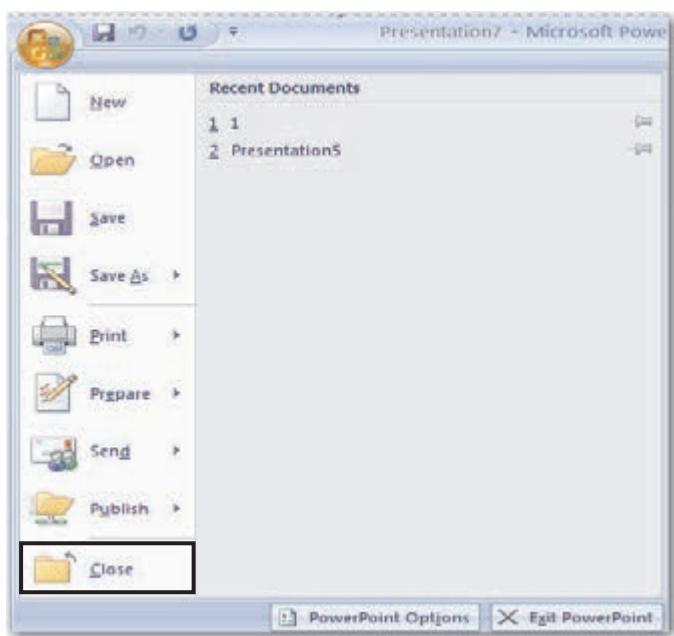 Presentation7 - Microsoft Powe
New
Open
Save
Save As
Print
Prepare
Send
Publish
Close
Recent Documents
1 1
2 Presentation5
PowerPoint Options
Exit PowerPoint